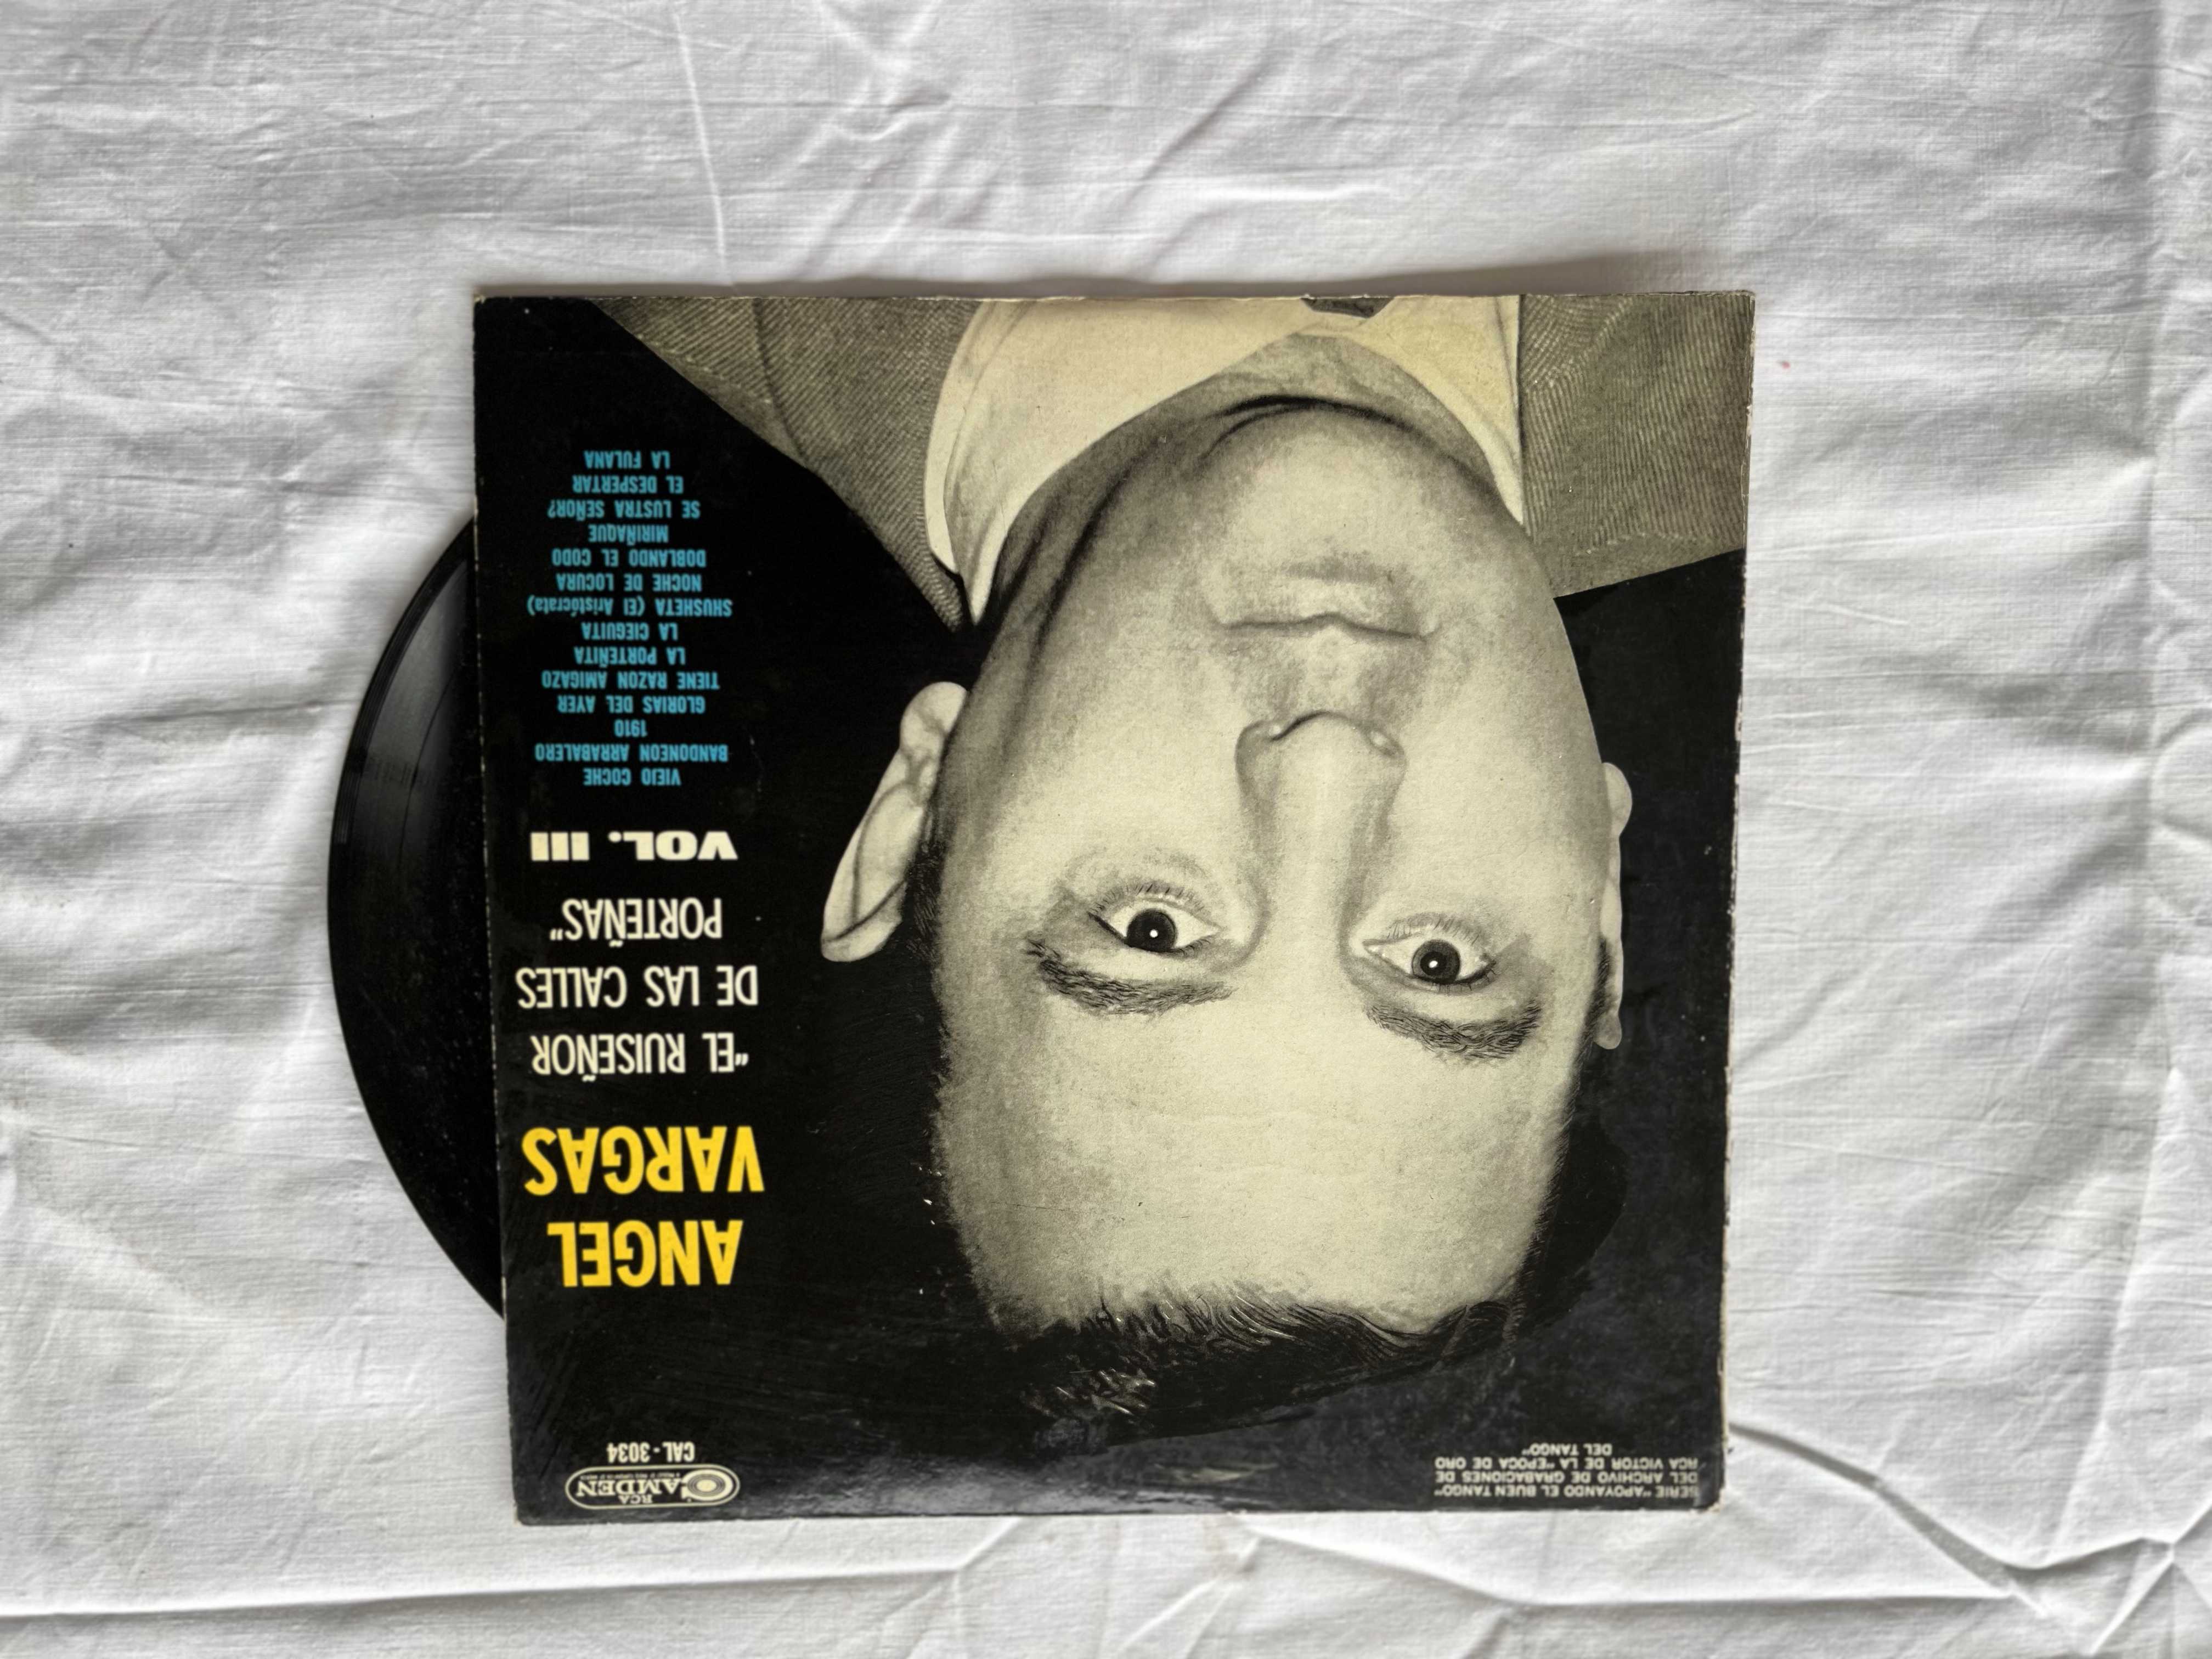 RCA
CAMDEN
CAL-3034
SERIE "APOYANDO EL BUEN TANGO"
DEL ARCHIVO DE GRABACIONES DE
RCA VICTOR DE LA "EPOCA DE ORO
DEL TANGO"
ANGEL
VARGAS
"EL RUISEÑOR
DE LAS CALLES
PORTEÑAS"
VOL. III
VIEJO COCHE
BANDONEON ARRABALERO
1910
GLORIAS DEL AYER
TIENE RAZON AMIGAZO
LA PORTEÑITA
LA CIEGUITA
SHUSHETA (El Aristócrata)
NOCHE DE LOCURA
DOBLANDO EL CODO
MIRIÑAQUE
SE LUSTRA SEÑOR?
EL DESPERTAR
LA FULANA